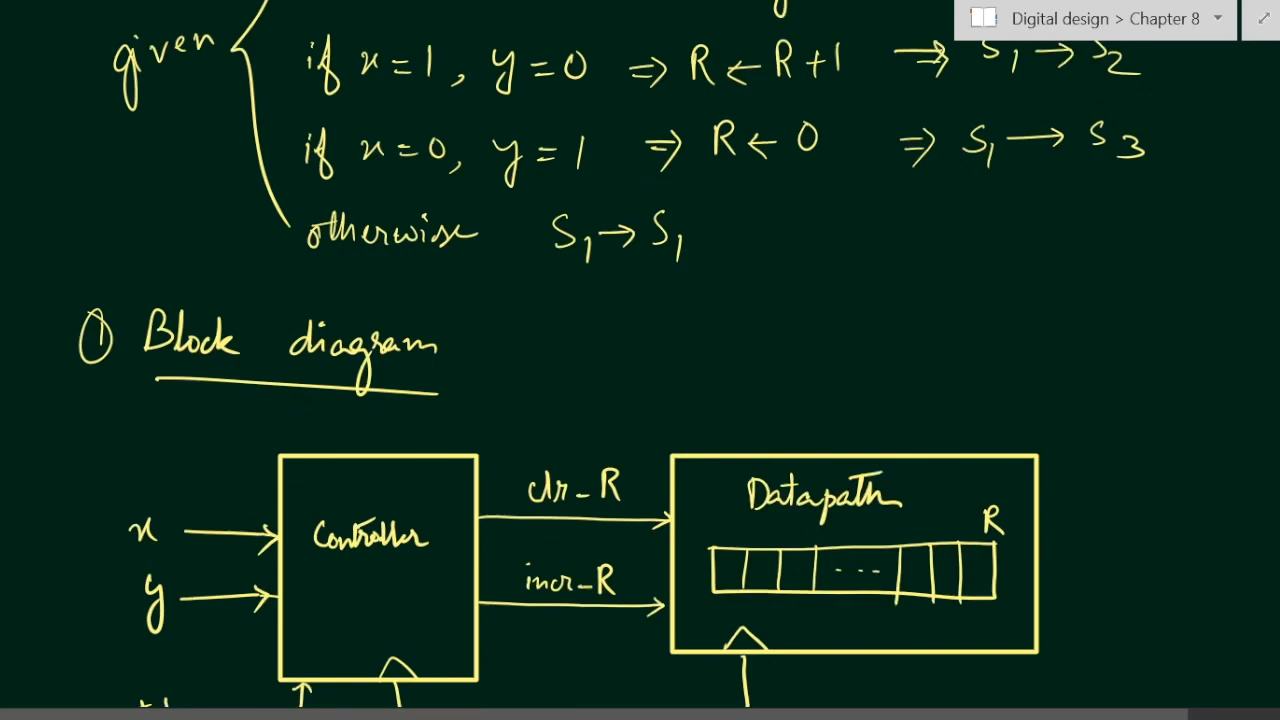 Digital design > Chapter 8
given
if x = 1, y = 0 ⇒ R ← R + 1 ⇒ S1 → S2
if x = 0, y = 1 ⇒ R ← 0 ⇒ S1 → S3
otherwise S1 → S1
① Block diagram
clr_R
Datapath
x
Controller
R
y
incr_R
...